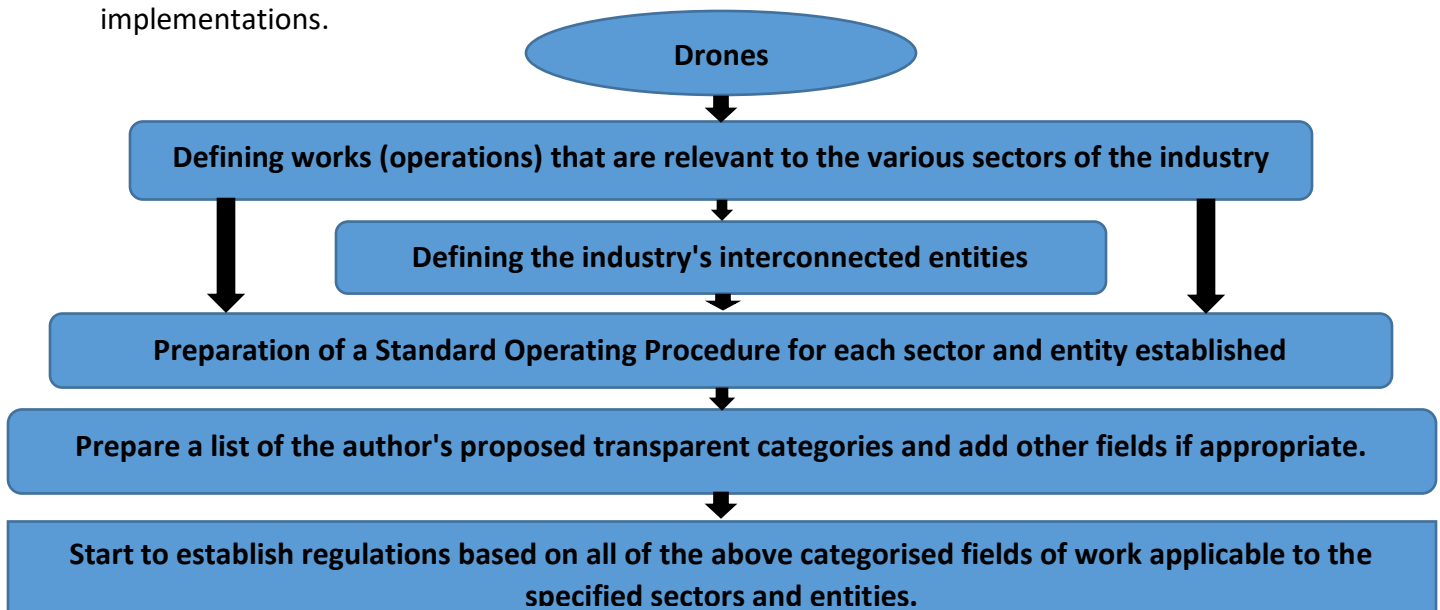 implementations.
Drones
Defining works (operations) that are relevant to the various sectors of the industry
Defining the industry's interconnected entities
Preparation of a Standard Operating Procedure for each sector and entity established
Prepare a list of the author's proposed transparent categories and add other fields if appropriate.
Start to establish regulations based on all of the above categorised fields of work applicable to the
specified sectors and entities.